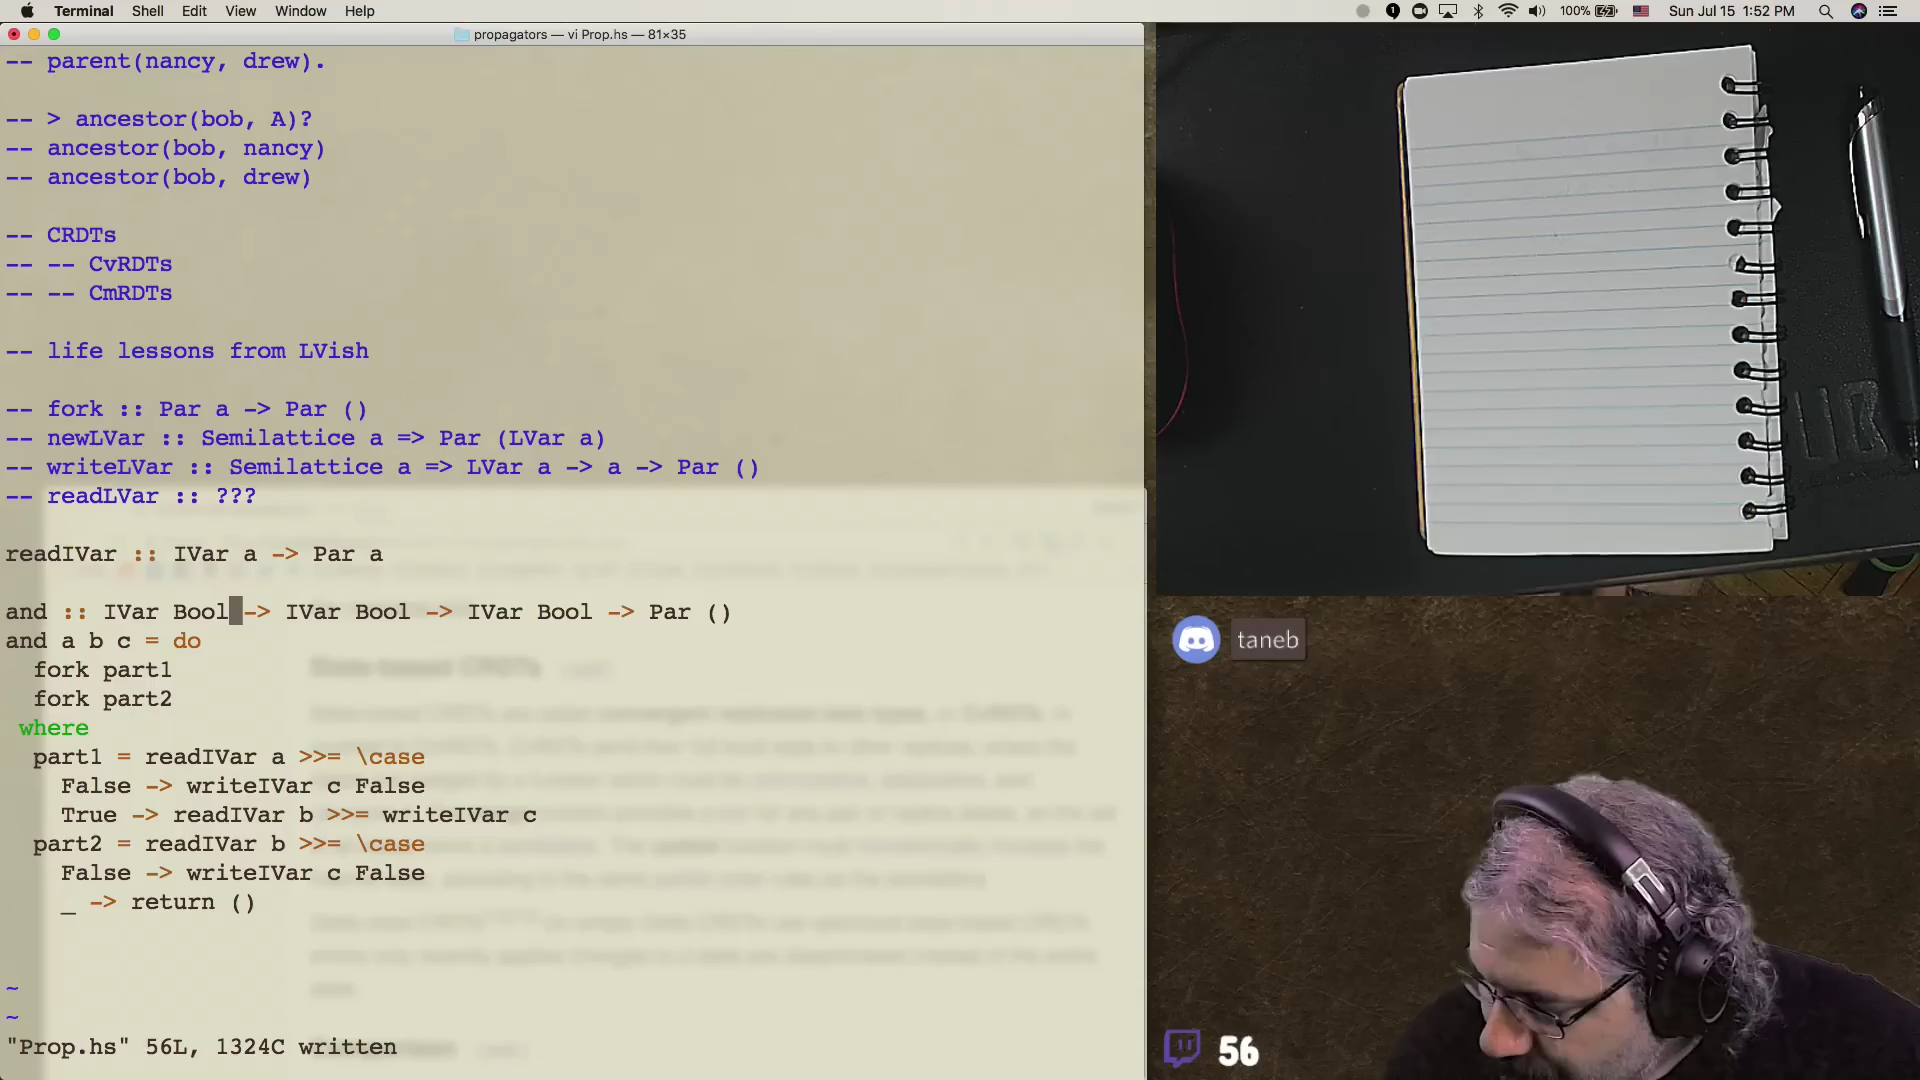 Terminal Shell Edit View Window Help
100% Sun Jul 15 1:52 PM
propagators — vi Prop.hs — 81×35
-- parent(nancy, drew).
-- > ancestor(bob, A)?
-- ancestor(bob, nancy)
-- ancestor(bob, drew)
-- CRDTs
-- -- CvRDTs
-- -- CmRDTs
-- life lessons from LVish
-- fork :: Par a -> Par ()
-- newLVar :: Semilattice a => Par (LVar a)
-- writeLVar :: Semilattice a => LVar a -> a -> Par ()
-- readLVar :: ???
readIVar :: IVar a -> Par a
and :: IVar Bool -> IVar Bool -> IVar Bool -> Par ()
and a b c = do
fork part1
fork part2
where
part1 = readIVar a >>= \case
False -> writeIVar c False
True -> readIVar b >>= writeIVar c
part2 = readIVar b >>= \case
False -> writeIVar c False
_ -> return ()
~
~
"Prop.hs" 56L, 1324C written
taneb
56